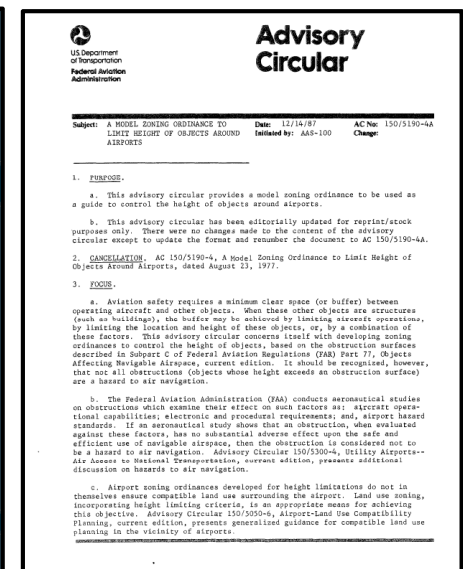 U.S. Department
of Transportation
Federal Aviation
Administration
Advisory
Circular
Subject: A MODEL ZONING ORDINANCE TO
LIMIT HEIGHT OF OBJECTS AROUND
AIRPORTS
Date: 12/14/87
Initiated by: AAS-100
AC No: 150/5190-4A
Change:
1. PURPOSE.
a. This advisory circular provides a model zoning ordinance to be used as
a guide to control the height of objects around airports.
b. This advisory circular has been editorially updated for reprint/stock
purposes only. There were no changes made to the content of the advisory
circular except to update the format and renumber the document to AC 150/5190-4A.
2. CANCELLATION. AC 150/5190-4, A Model Zoning Ordinance to Limit Height of
Objects Around Airports, dated August 23, 1977.
3. FOCUS.
a. Aviation safety requires a minimum clear space (or buffer) between
operating aircraft and other objects. When these other objects are structures
(such as buildings), the buffer may be achieved by limiting aircraft operations,
by limiting the location and height of these objects, or, by a combination of
these factors. This advisory circular concerns itself with developing zoning
ordinances to control the height of objects, based on the obstruction surfaces
described in Subpart C of Federal Aviation Regulations (FAR) Part 77, Objects
Affecting Navigable Airspace, current edition. It should be recognized, however,
that not all obstructions (objects whose height exceeds an obstruction surface)
are a hazard to air navigation.
b. The Federal Aviation Administration (FAA) conducts aeronautical studies
on obstructions which examine their effect on such factors as: aircraft opera-
tional capabilities; electronic and procedural requirements; and, airport hazard
standards. If an aeronautical study shows that an obstruction, when evaluated
against these factors, has no substantial adverse effect upon the safe and
efficient use of navigable airspace, then the obstruction is considered not to
be a hazard to air navigation. Advisory Circular 150/5300-4, Utility Airports--
Air Access to National Transportation, current edition, presents additional
discussion on hazards to air navigation.
c. Airport zoning ordinances developed for height limitations do not in
themselves ensure compatible land use surrounding the airport. Land use zoning,
incorporating height limiting criteria, is an appropriate means for achieving
this objective. Advisory Circular 150/5050-6, Airport-Land Use Compatibility
Planning, current edition, presents generalized guidance for compatible land use
planning in the vicinity of airports.